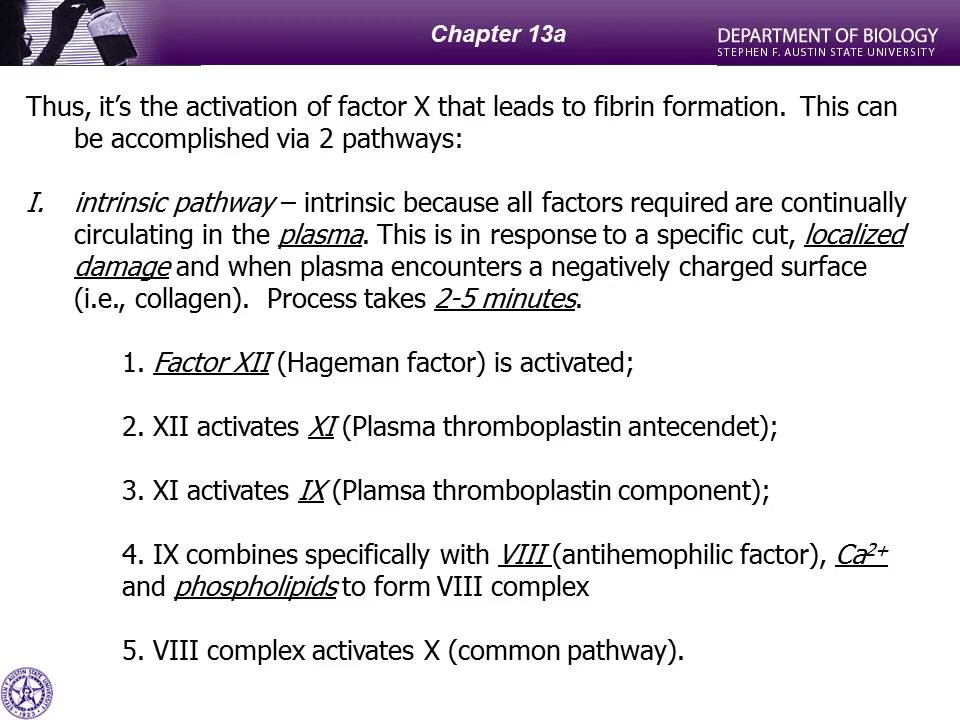 Chapter 13a
DEPARTMENT OF BIOLOGY
STEPHEN F. AUSTIN STATE UNIVERSITY
Thus, it’s the activation of factor X that leads to fibrin formation. This can
be accomplished via 2 pathways:
I. intrinsic pathway – intrinsic because all factors required are continually
circulating in the plasma. This is in response to a specific cut, localized
damage and when plasma encounters a negatively charged surface
(i.e., collagen). Process takes 2-5 minutes.
1. Factor XII (Hageman factor) is activated;
2. XII activates XI (Plasma thromboplastin antecendet);
3. XI activates IX (Plamsa thromboplastin component);
4. IX combines specifically with VIII (antihemophilic factor), Ca2+
and phospholipids to form VIII complex
5. VIII complex activates X (common pathway).
STEPHEN F. AUSTIN STATE UNIVERSITY
1923